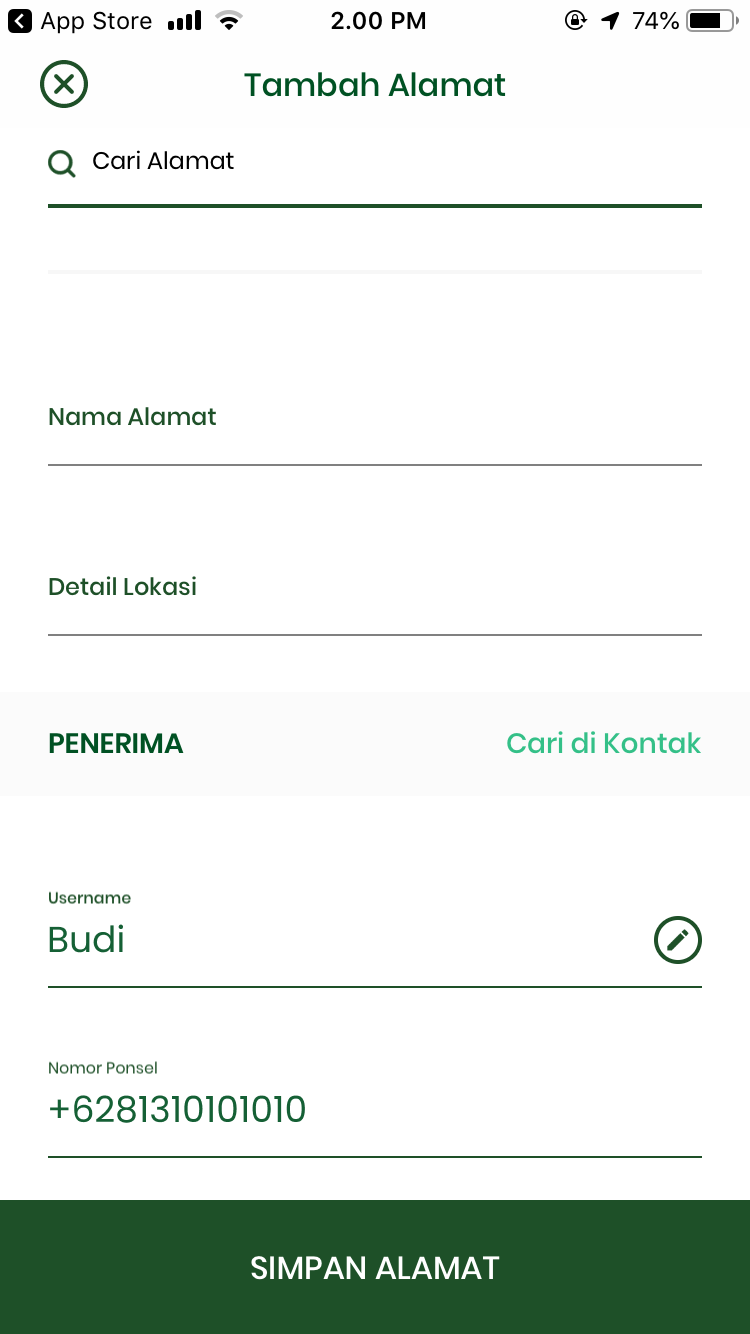 App Store 2.00 PM 74%
Tambah Alamat
Cari Alamat
Nama Alamat
Detail Lokasi
PENERIMA Cari di Kontak
Username
Budi
Nomor Ponsel
+6281310101010
SIMPAN ALAMAT